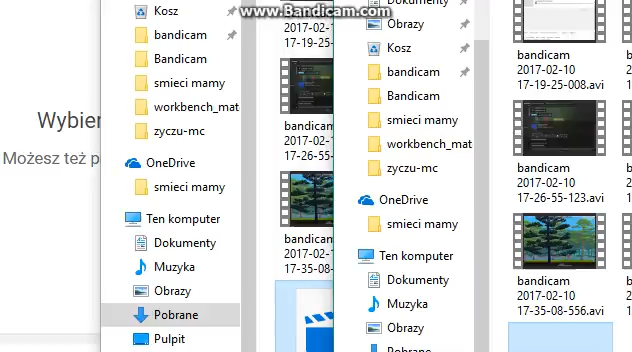 www.Bandicam.com
Wybier
Możesz też p
Kosz
bandicam
Bandicam
smieci mamy
workbench_mat
zyczu-mc
OneDrive
smieci mamy
Ten komputer
Dokumenty
Muzyka
Obrazy
Pobrane
Pulpit
2017-02-1
17-19-25-
bandicam
2017-02-1
17-26-55-
bandicam
2017-02-1
17-35-08-
Dokumenty
Obrazy
Kosz
bandicam
Bandicam
smieci mamy
workbench_mat
zyczu-mc
OneDrive
smieci mamy
Ten komputer
Dokumenty
Muzyka
Obrazy
Pobrane
bandicam
2017-02-10
17-19-25-008.avi
bandicam
2017-02-10
17-26-55-123.avi
bandicam
2017-02-10
17-35-08-556.avi